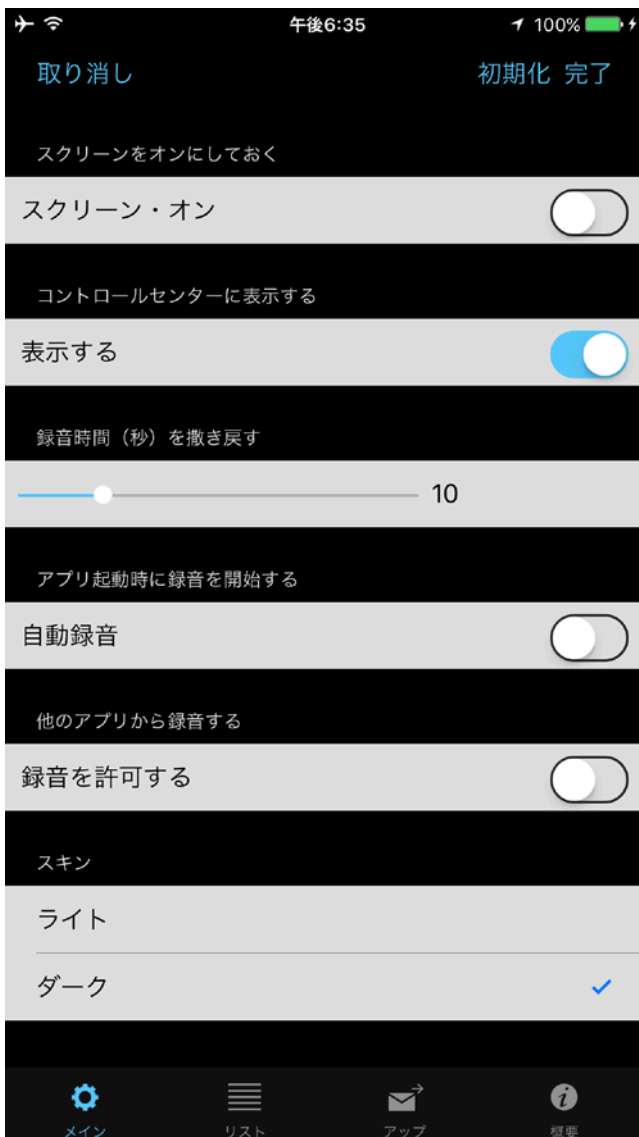 午後6:35 100%
取り消し 初期化 完了
スクリーンをオンにしておく
スクリーン・オン
コントロールセンターに表示する
表示する
録音時間（秒）を撒き戻す
10
アプリ起動時に録音を開始する
自動録音
他のアプリから録音する
録音を許可する
スキン
ライト
ダーク
メイン リスト アップ 概要